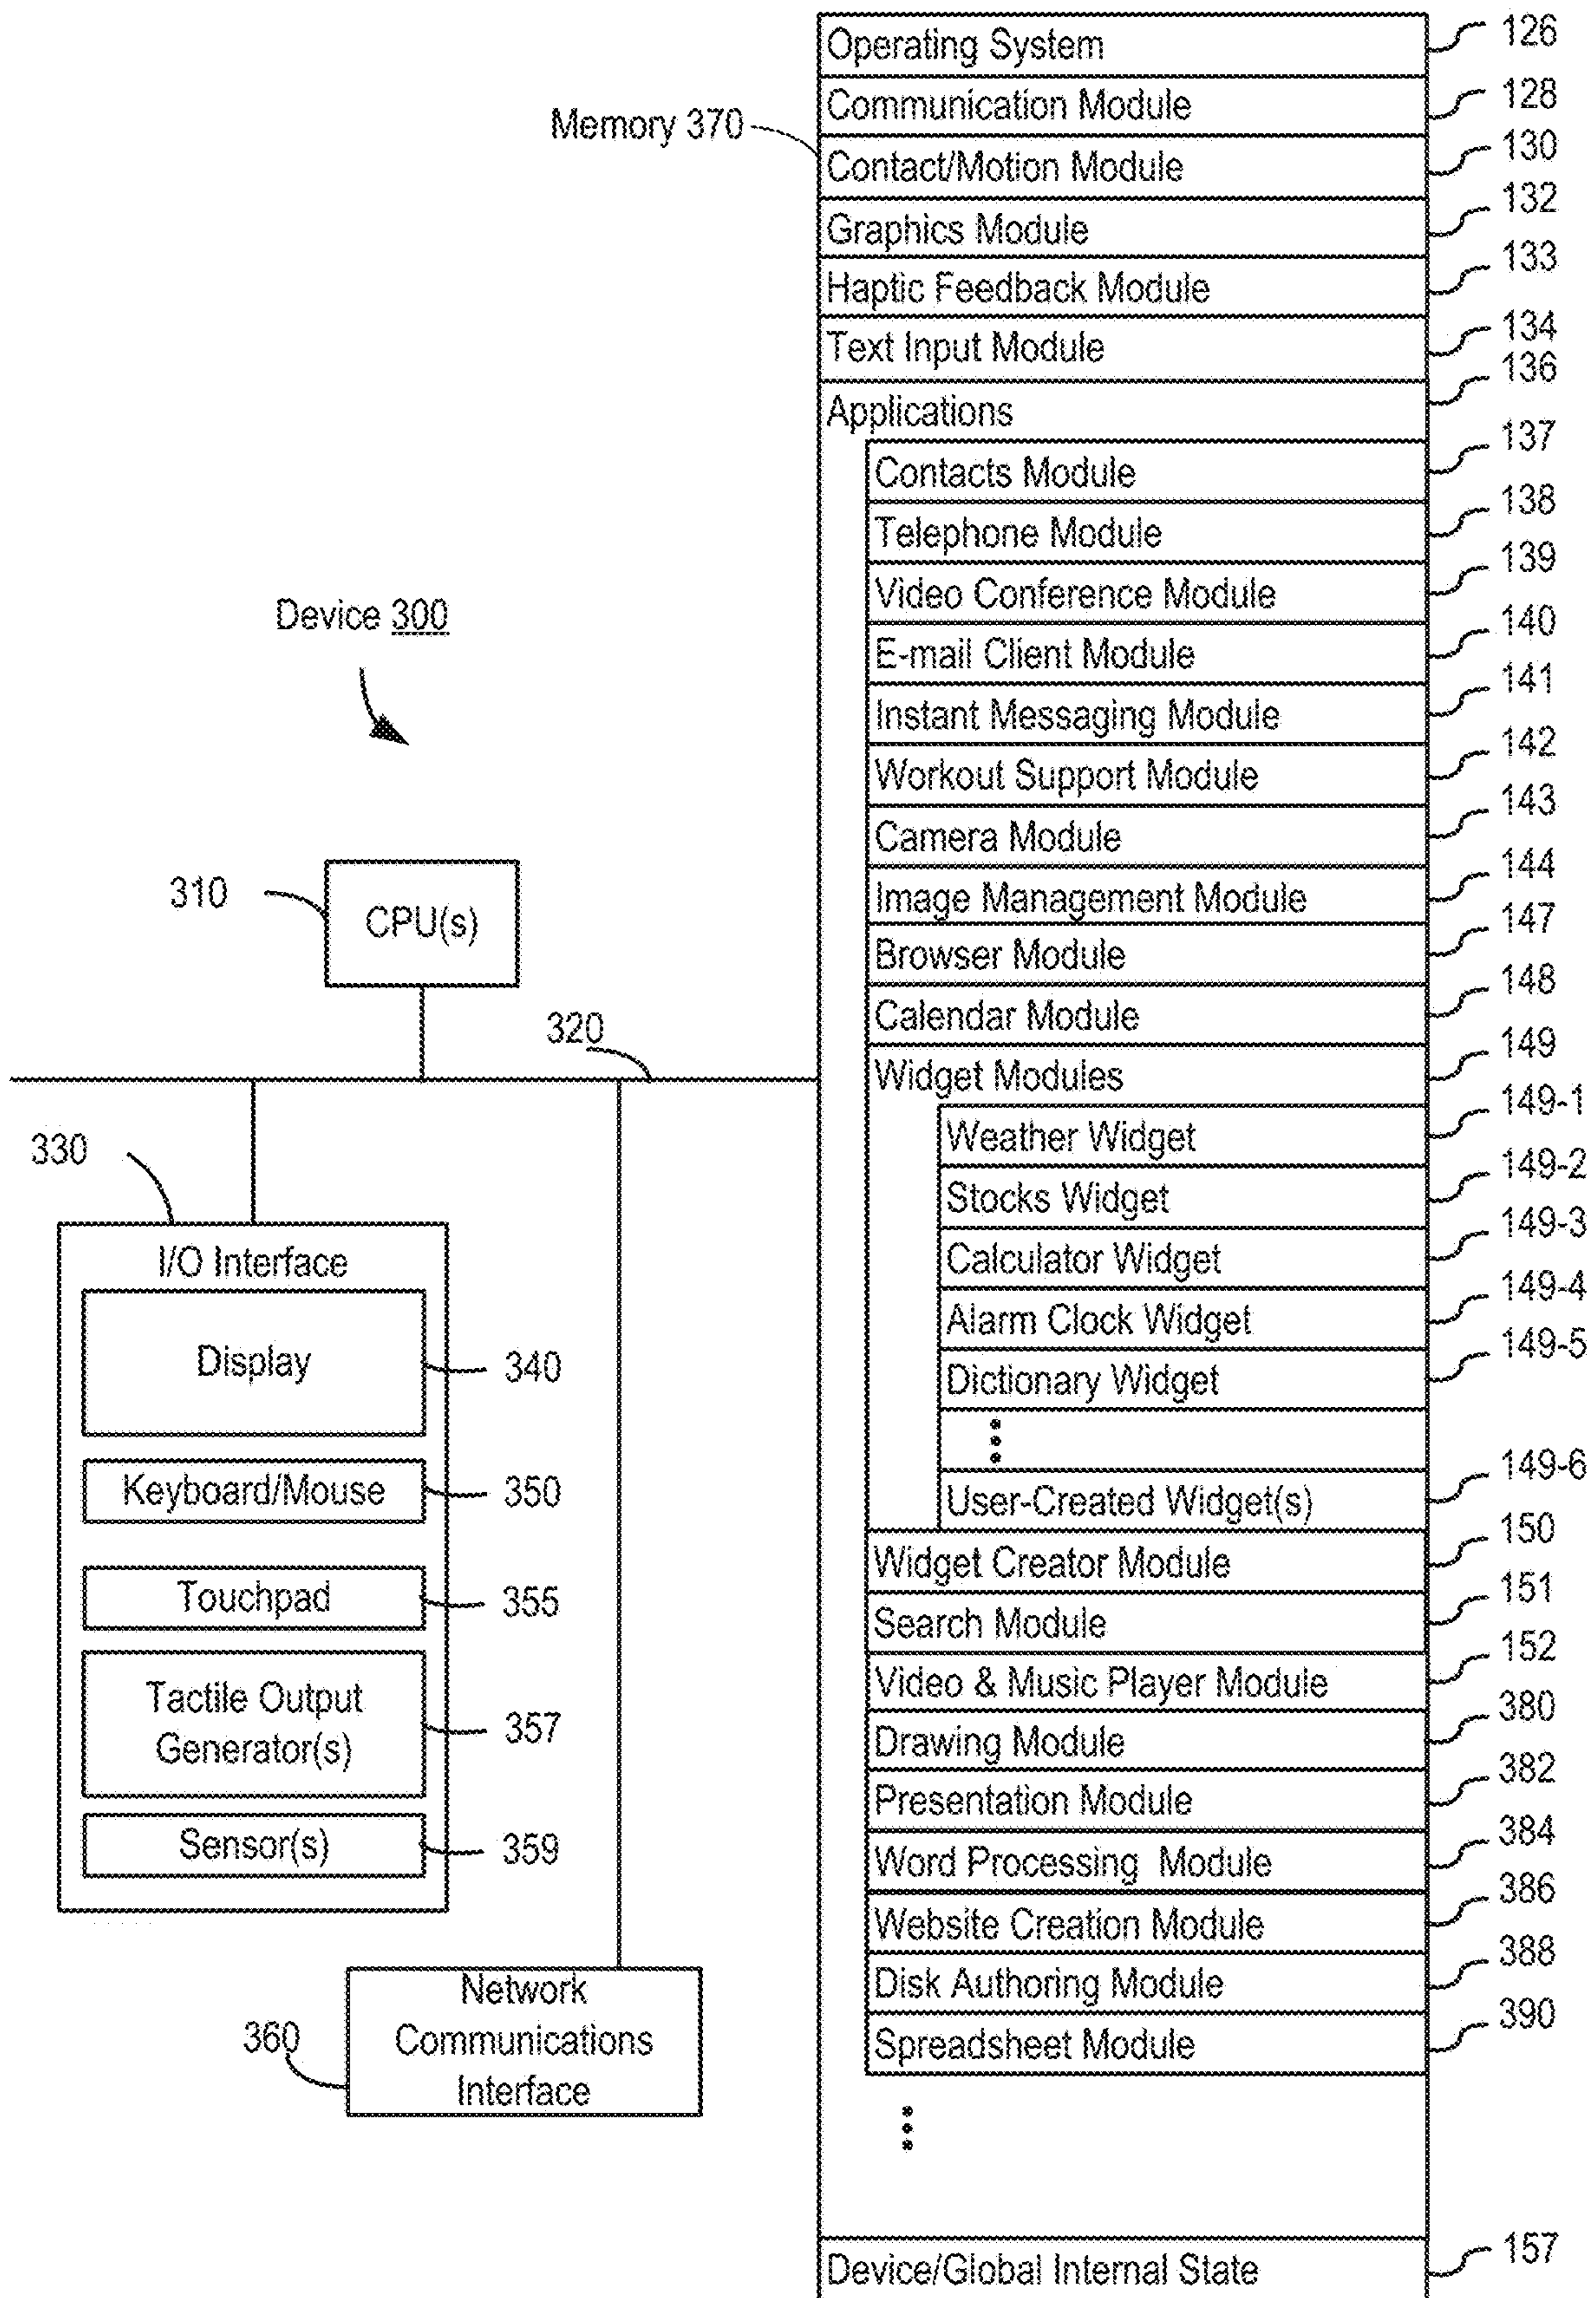 Operating System 126
Communication Module 128
Memory 370
Contact/Motion Module 130
Graphics Module 132
Haptic Feedback Module 133
Text Input Module 134
Applications 136
Contacts Module 137
Telephone Module 138
Video Conference Module 139
E-mail Client Module 140
Instant Messaging Module 141
Workout Support Module 142
Camera Module 143
Image Management Module 144
Browser Module 147
Calendar Module 148
Widget Modules 149
Weather Widget 149-1
Stocks Widget 149-2
Calculator Widget 149-3
Alarm Clock Widget 149-4
Dictionary Widget 149-5
User-Created Widget(s) 149-6
Widget Creator Module 150
Search Module 151
Video & Music Player Module 152
Drawing Module 380
Presentation Module 382
Word Processing Module 384
Website Creation Module 386
Disk Authoring Module 388
Spreadsheet Module 390
Device/Global Internal State 157
Device 300
310
CPU(s)
320
330
I/O Interface
Display 340
Keyboard/Mouse 350
Touchpad 355
Tactile Output
Generator(s)
357
Sensor(s) 359
360
Network
Communications
Interface